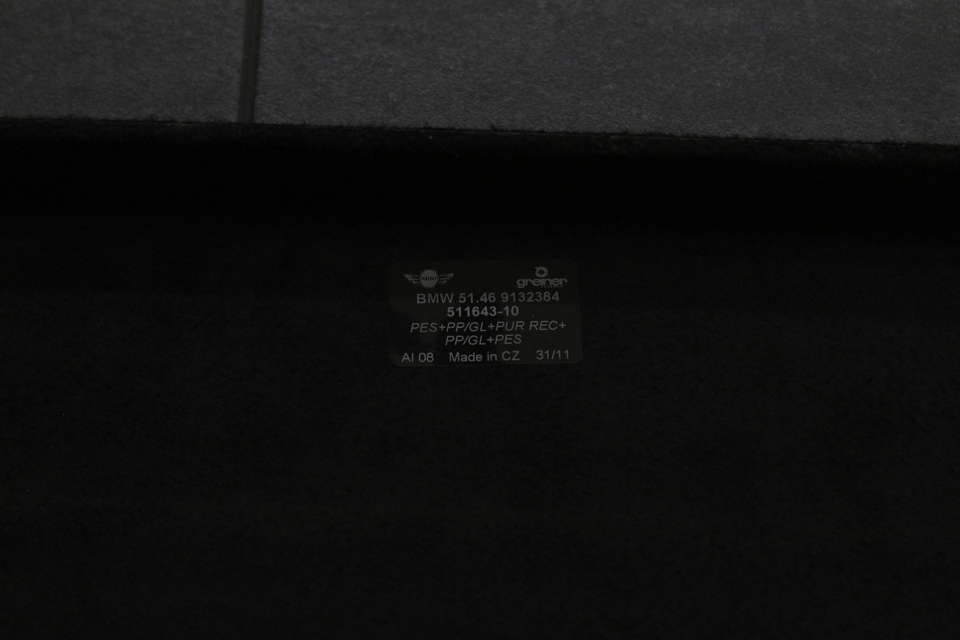 MINI greiner
BMW 51.46 9132384
511643-10
PES+PP/GL+PUR REC+
PP/GL+PES
AI 08 Made in CZ 31/11